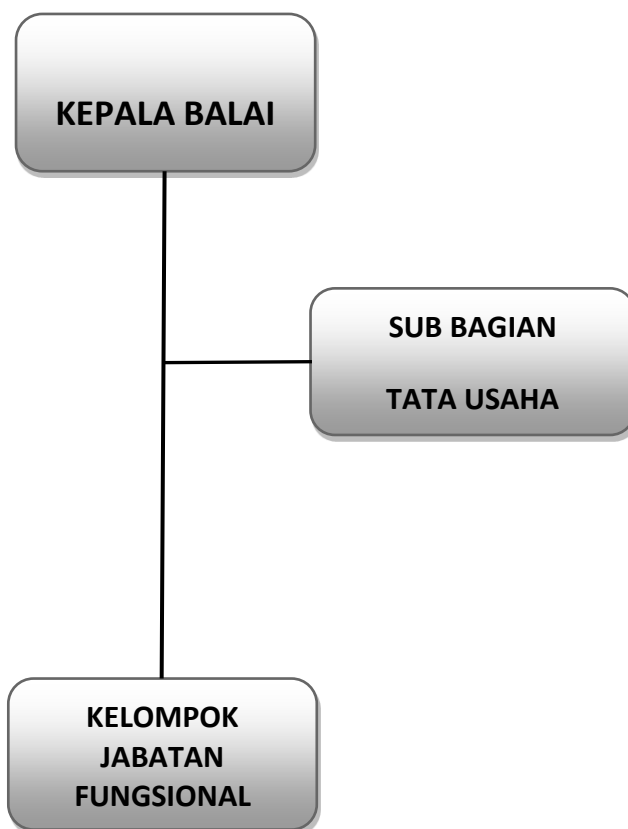 KEPALA BALAI
SUB BAGIAN
TATA USAHA
KELOMPOK
JABATAN
FUNGSIONAL